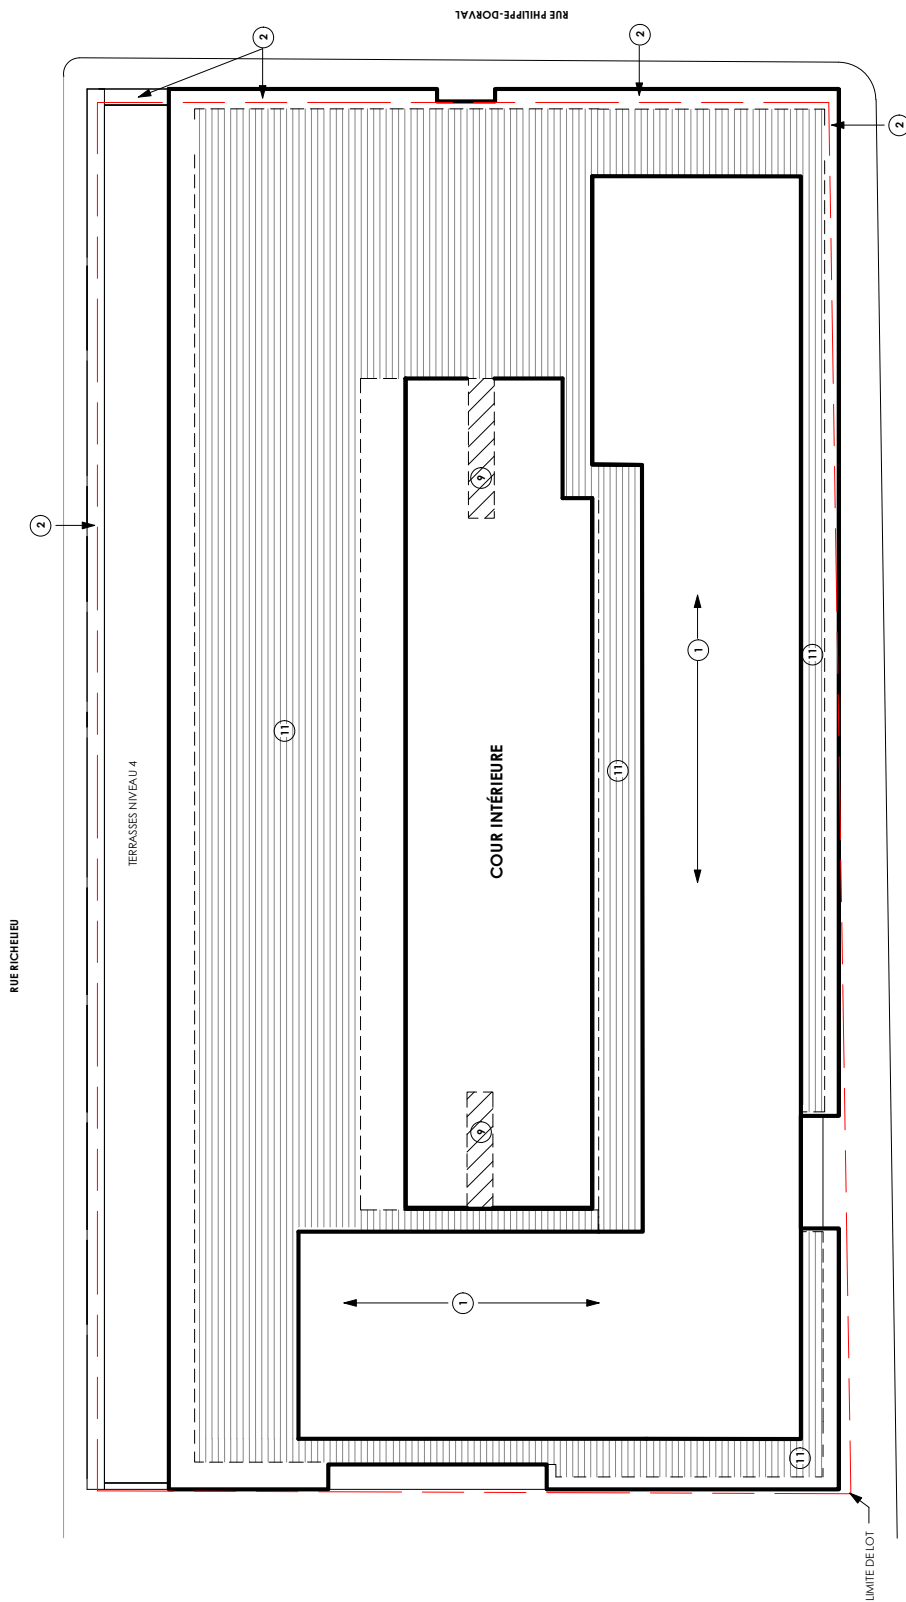 RUE PHILIPPE-DORVAL
2
2
2
2
9
11
1
11
11
TERRASSES NIVEAU 4
COUR INTÉRIEURE
RUE RICHELIEU
9
1
11
LIMITE DE LOT